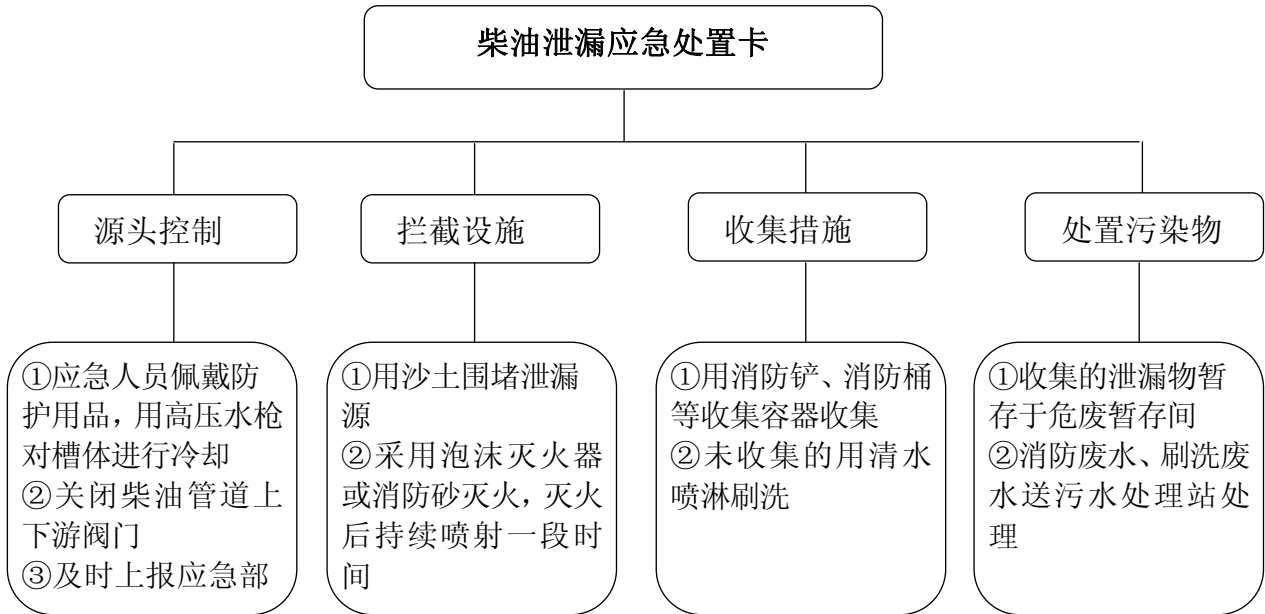 柴油泄漏应急处置卡
源头控制
拦截设施
收集措施
处置污染物
①应急人员佩戴防
护用品，用高压水枪
对槽体进行冷却
②关闭柴油管道上
下游阀门
③及时上报应急部
①用沙土围堵泄漏
源
②采用泡沫灭火器
或消防砂灭火，灭火
后持续喷射一段时
间
①用消防铲、消防桶
等收集容器收集
②未收集的用清水
喷淋刷洗
①收集的泄漏物暂
存于危废暂存间
②消防废水、刷洗废
水送污水处理站处
理